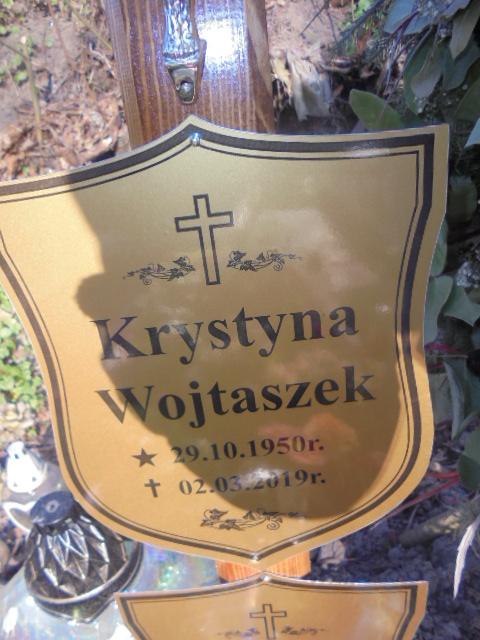 Krystyna
Wojtaszek
★ 29.10.1950r.
✝ 02.03.2019r.